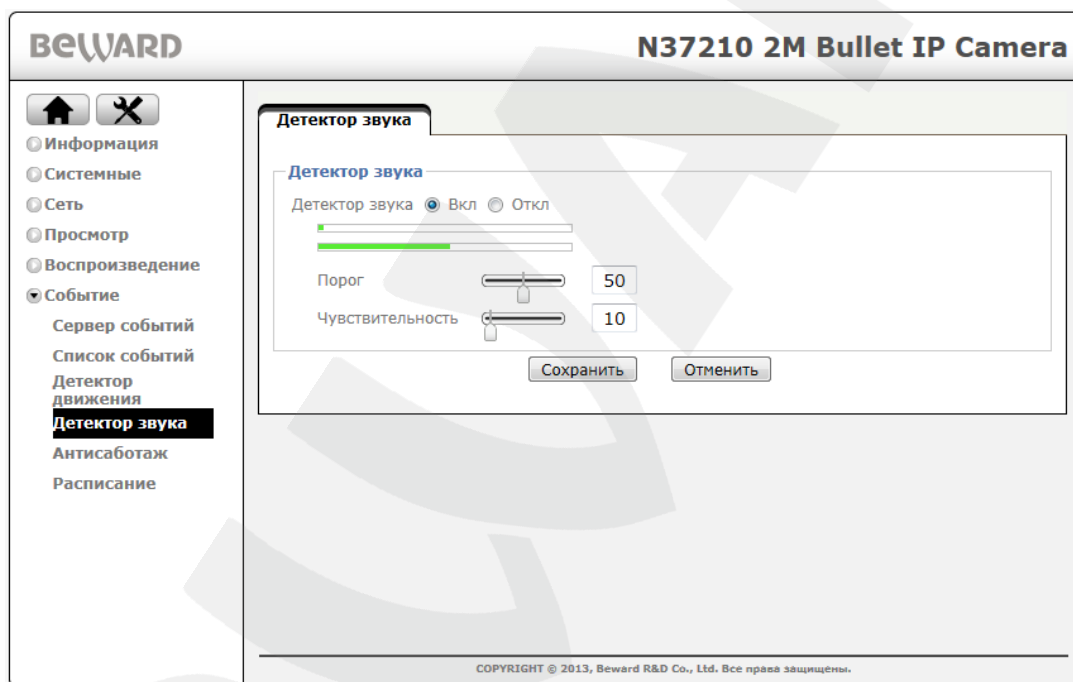 BEWARD
N37210 2M Bullet IP Camera
Информация
Системные
Сеть
Просмотр
Воспроизведение
Событие
Сервер событий
Список событий
Детектор
движения
Детектор звука
Антисаботаж
Расписание
Детектор звука
Детектор звука
Детектор звука Вкл Откл
Порог 50
Чувствительность 10
Сохранить Отменить
COPYRIGHT © 2013, Beward R&D Co., Ltd. Все права защищены.